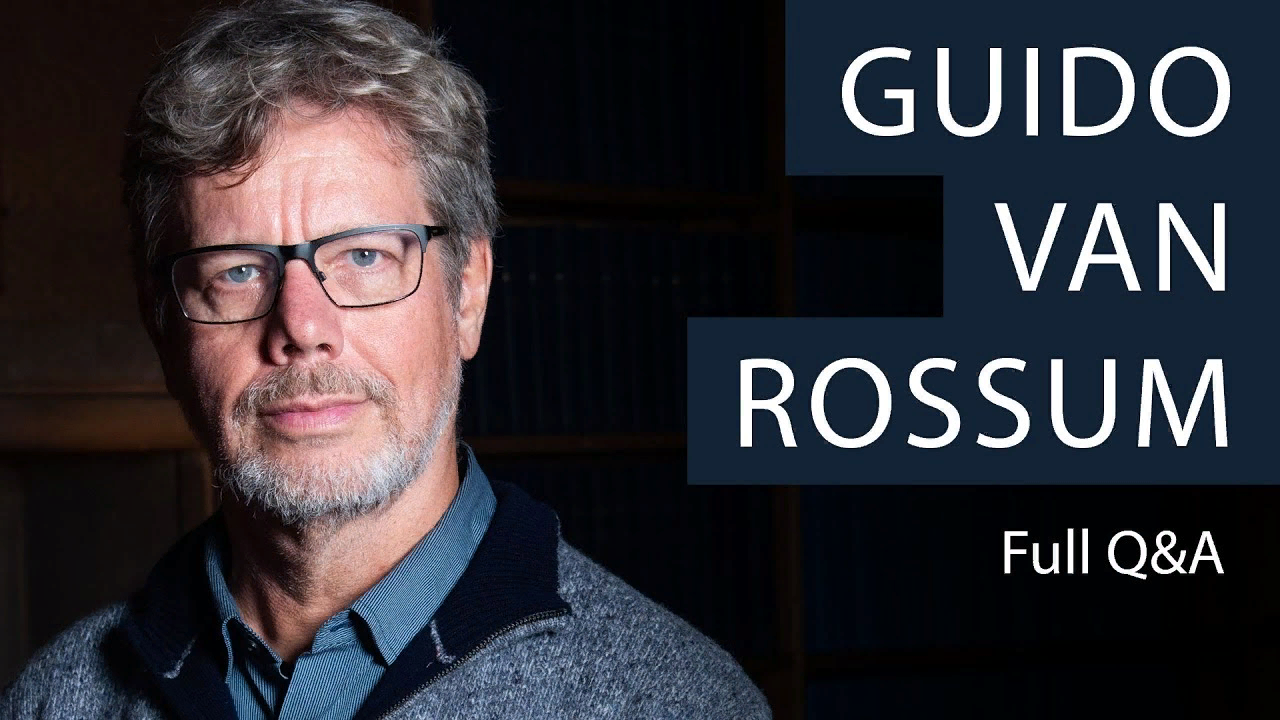 GUIDO
VAN
ROSSUM
Full Q&A